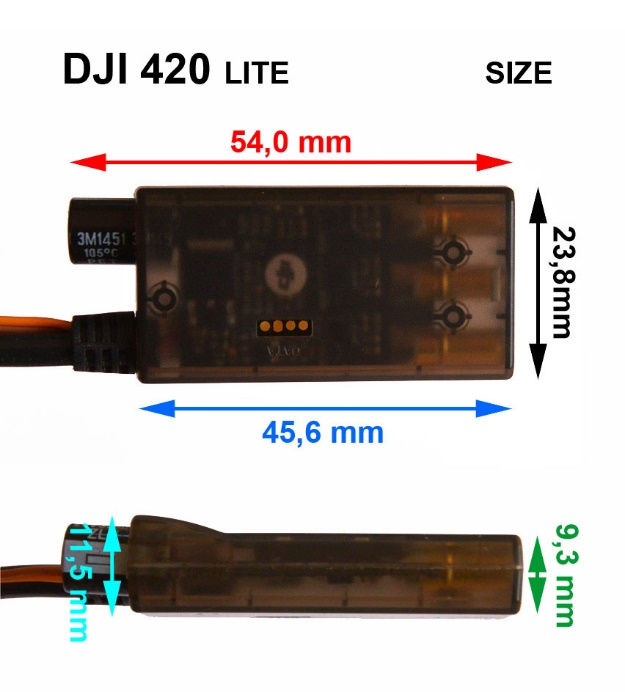 DJI 420 LITE SIZE
54,0 mm
3M1451
105°C
23,8mm
45,6 mm
11,5 mm
9,3 mm